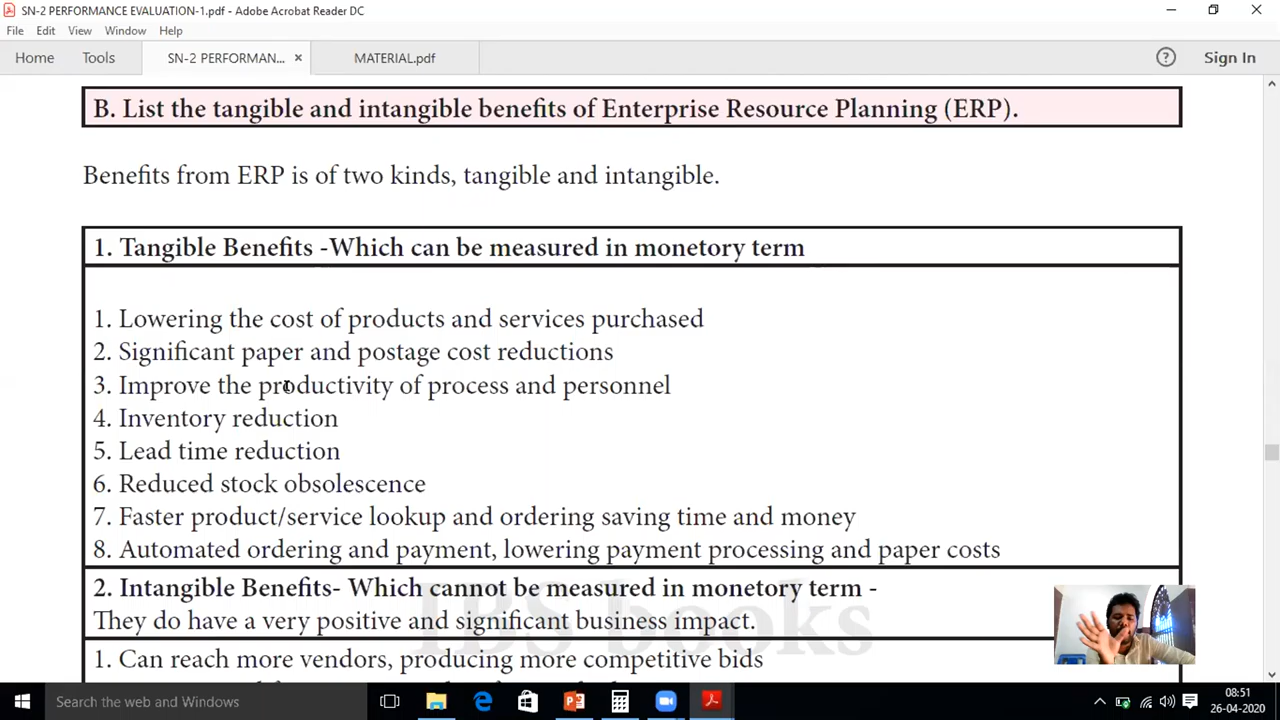 SN-2 PERFORMANCE EVALUATION-1.pdf - Adobe Acrobat Reader DC
File Edit View Window Help
Home Tools SN-2 PERFORMAN... × MATERIAL.pdf ? Sign In
B. List the tangible and intangible benefits of Enterprise Resource Planning (ERP).
Benefits from ERP is of two kinds, tangible and intangible.
1. Tangible Benefits -Which can be measured in monetory term
1. Lowering the cost of products and services purchased
2. Significant paper and postage cost reductions
3. Improve the productivity of process and personnel
4. Inventory reduction
5. Lead time reduction
6. Reduced stock obsolescence
7. Faster product/service lookup and ordering saving time and money
8. Automated ordering and payment, lowering payment processing and paper costs
2. Intangible Benefits- Which cannot be measured in monetory term -
They do have a very positive and significant business impact.
IBS books
1. Can reach more vendors, producing more competitive bids
Search the web and Windows
08:51
26-04-2020